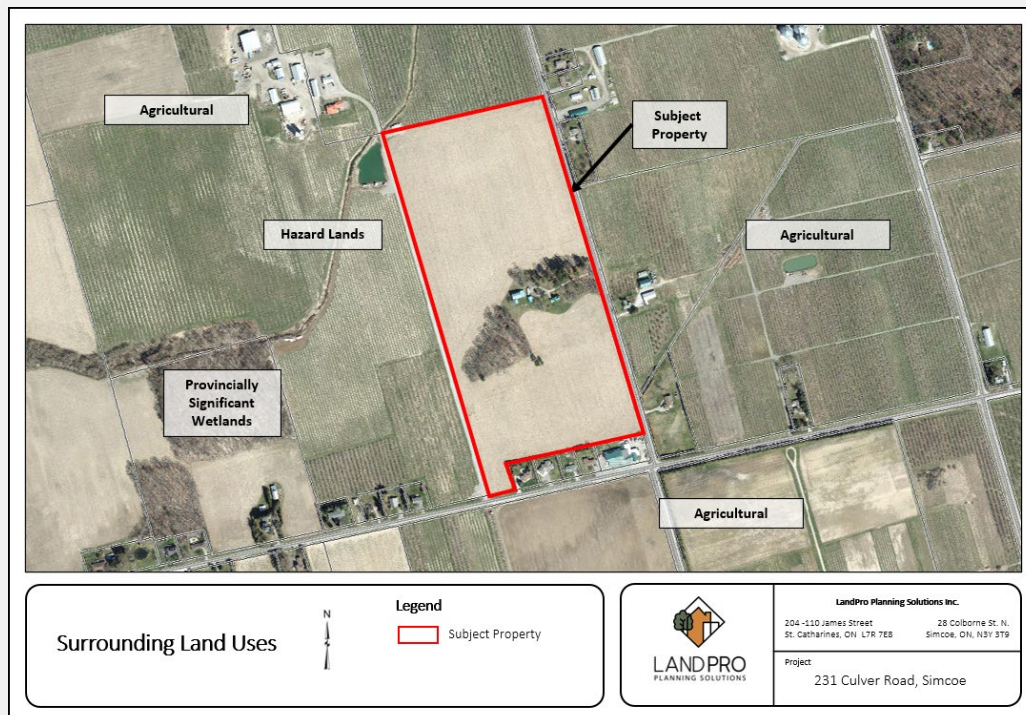 Agricultural
Subject
Property
Hazard Lands
Agricultural
Provincially
Significant
Wetlands
Agricultural
Surrounding Land Uses
N
Legend
Subject Property
LANDPRO
PLANNING SOLUTIONS
LandPro Planning Solutions Inc.
204 -110 James Street
St. Catharines, ON L7R 7E8
28 Colborne St. N.
Simcoe, ON, N3Y 3T9
Project
231 Culver Road, Simcoe